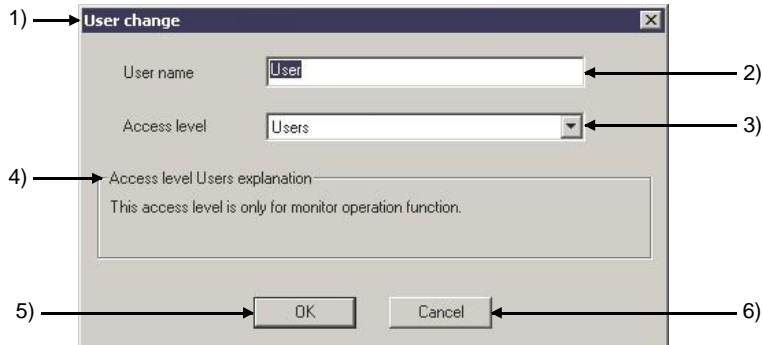 1) User change
User name User 2)
Access level Users 3)
4) Access level Users explanation
This access level is only for monitor operation function.
5) OK Cancel 6)